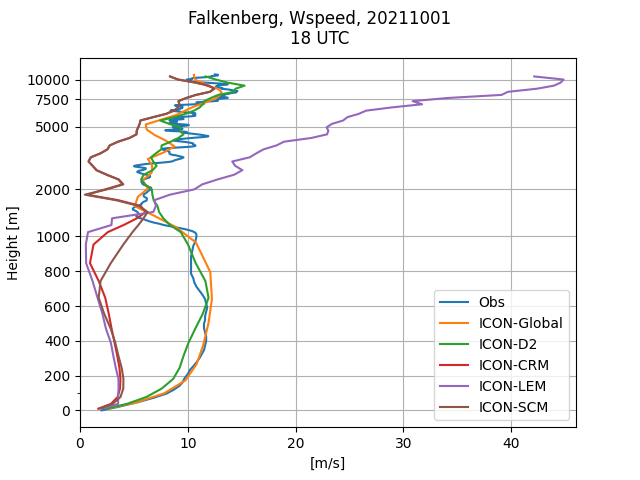 Falkenberg, Wspeed, 20211001
18 UTC
Height [m]
10000
7500
5000
2000
1000
800
600
400
200
0
Obs
ICON-Global
ICON-D2
ICON-CRM
ICON-LEM
ICON-SCM
0 10 20 30 40
[m/s]